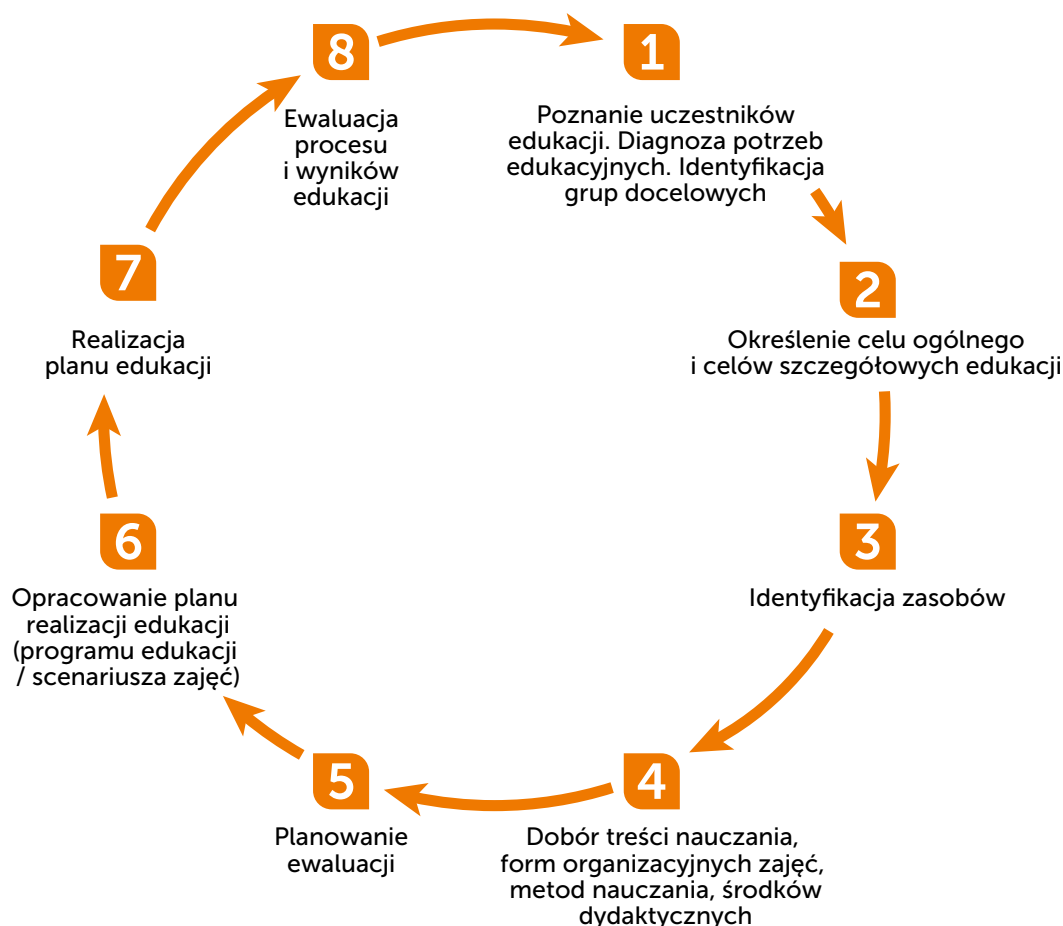 1
Poznanie uczestników
edukacji. Diagnoza potrzeb
edukacyjnych. Identyfikacja
grup docelowych
2
Określenie celu ogólnego
i celów szczegółowych edukacji
3
Identyfikacja zasobów
4
Dobór treści nauczania,
form organizacyjnych zajęć,
metod nauczania, środków
dydaktycznych
5
Planowanie
ewaluacji
6
Opracowanie planu
realizacji edukacji
(programu edukacji
/ scenariusza zajęć)
7
Realizacja
planu edukacji
8
Ewaluacja
procesu
i wyników
edukacji